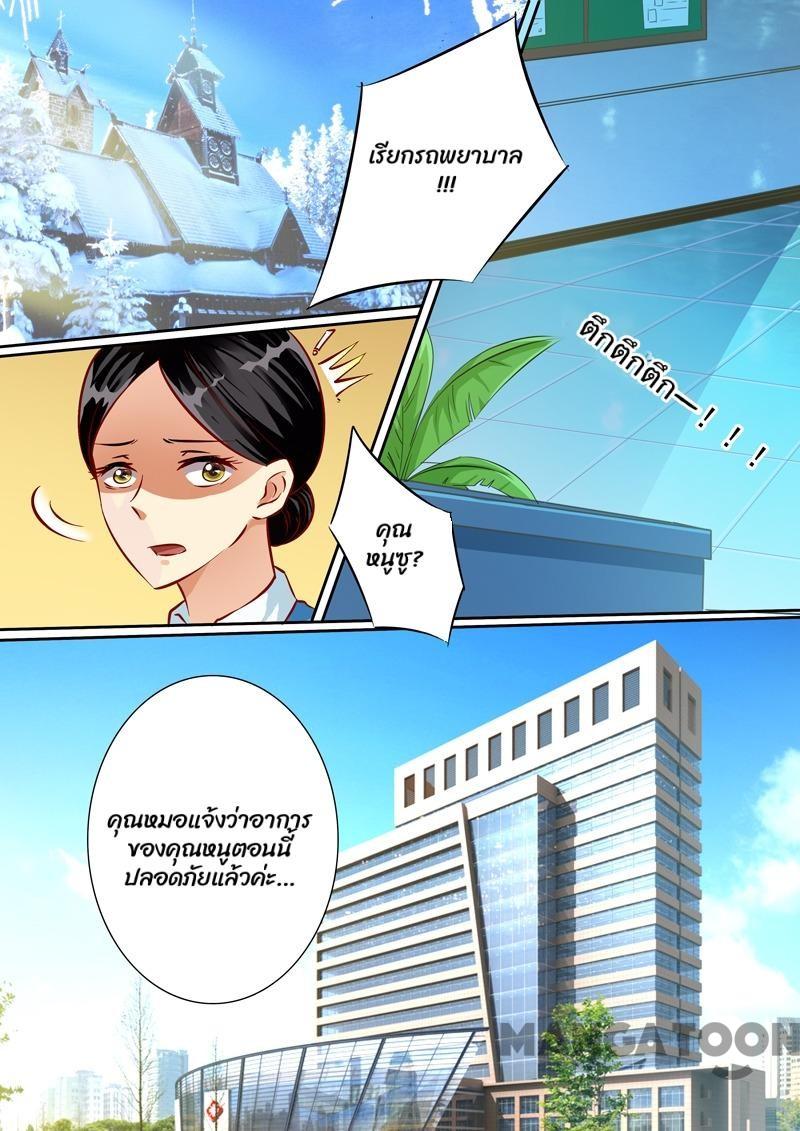 เรียกรถพยาบาล
!!!
ตึกตึกตึก—! ! !
คุณ
หนูซู?
คุณหมอแจ้งว่าอาการ
ของคุณหนูตอนนี้
ปลอดภัยแล้วค่ะ...
MANGATOON